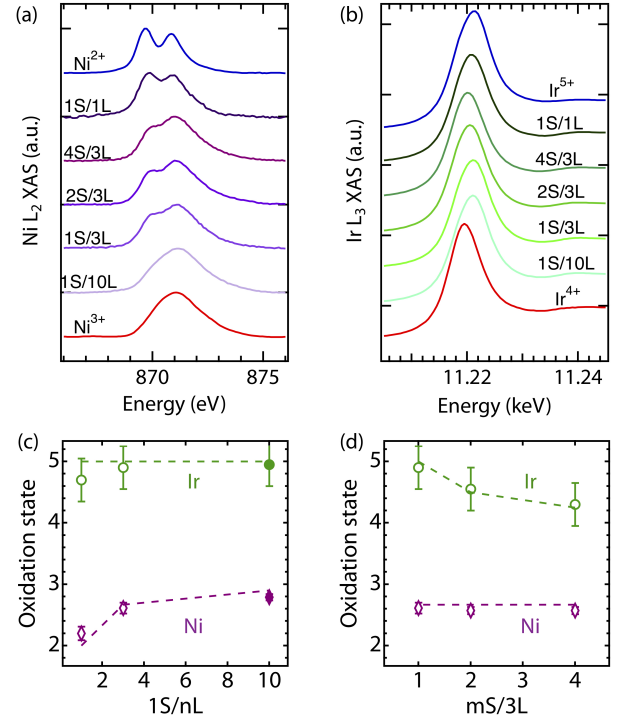 (a)
Ni L₂ XAS (a.u.)
Ni²⁺
1S/1L
4S/3L
2S/3L
1S/3L
1S/10L
Ni³⁺
870 875
Energy (eV)
(b)
Ir L₃ XAS (a.u.)
Ir⁵⁺
1S/1L
4S/3L
2S/3L
1S/3L
1S/10L
Ir⁴⁺
11.22 11.24
Energy (keV)
(c)
Oxidation state
5
4
3
2
Ir
Ni
2 4 6 8 10
1S/nL
(d)
Oxidation state
5
4
3
2
Ir
Ni
1 2 3 4
mS/3L